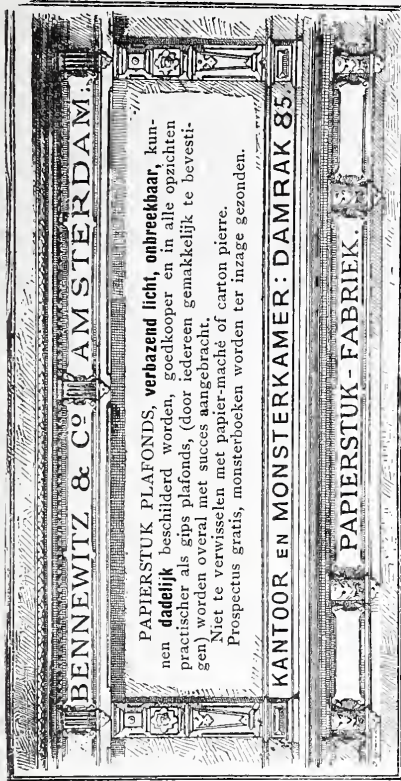 BENNEWITZ & Cº AMSTERDAM.
PAPIERSTUK PLAFONDS, verbazend licht, onbreekbaar, kun-
nen dadelijk beschilderd worden, goedkooper en in alle opzichten
practischer als gips plafonds, (door iedereen gemakkelijk te bevesti-
gen) worden overal met succes aangebracht.
Niet te verwisselen met papier-maché of carton pierre.
Prospectus gratis, monsterboeken worden ter inzage gezonden.
KANTOOR EN MONSTERKAMER: DAMRAK 85.
PAPIERSTUK-FABRIEK.